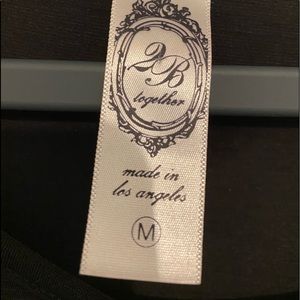 2B
together
made in
los angeles
M